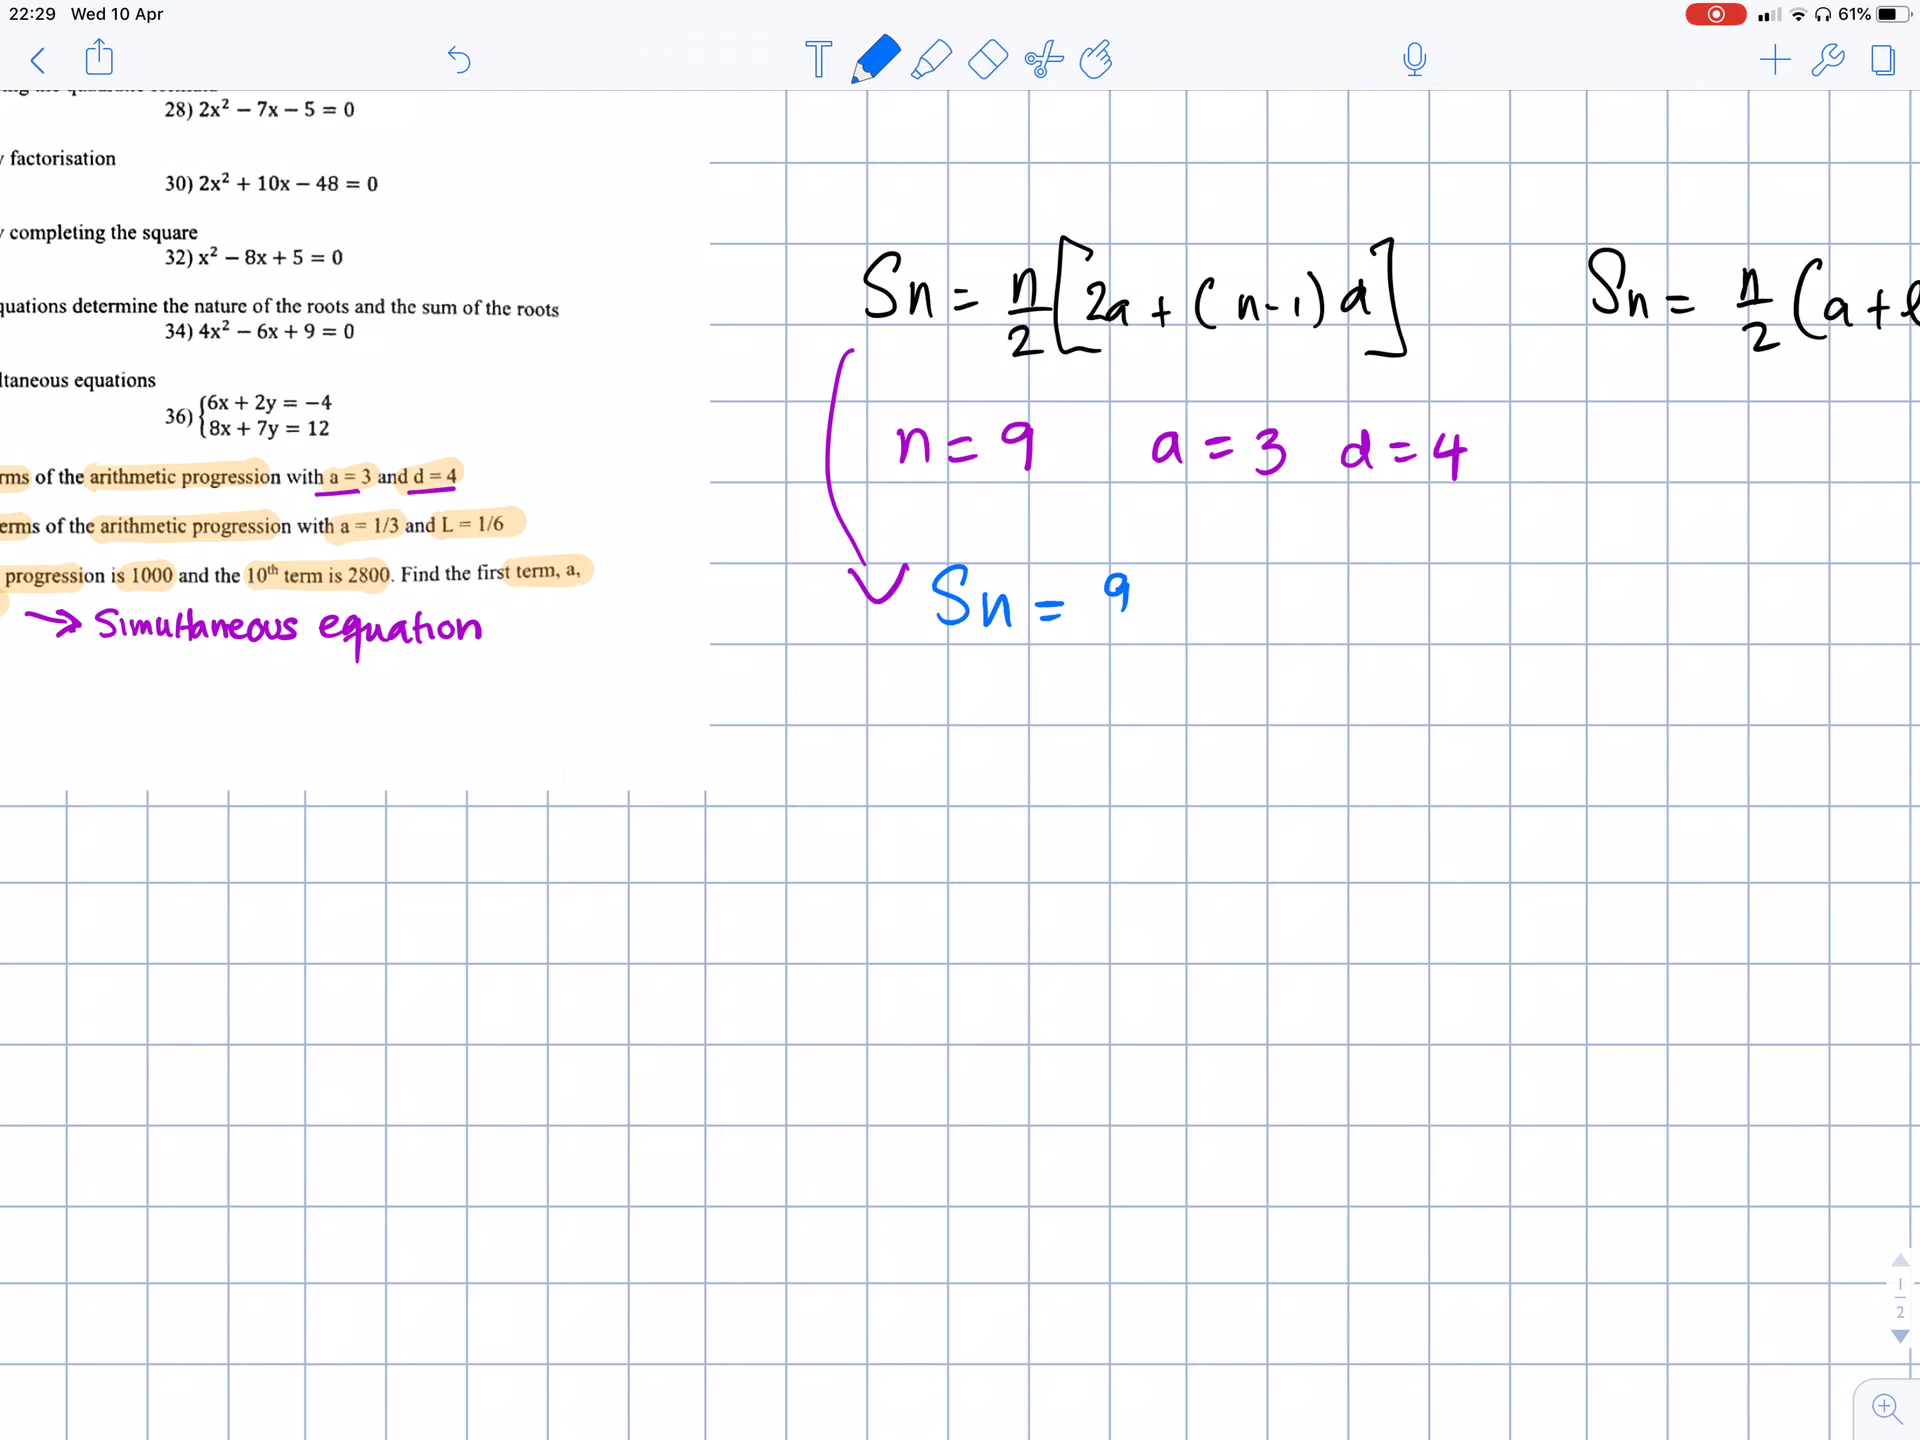 22:29 Wed 10 Apr 61%
28) 2x² − 7x − 5 = 0
factorisation
30) 2x² + 10x − 48 = 0
completing the square
32) x² − 8x + 5 = 0
quations determine the nature of the roots and the sum of the roots
34) 4x² − 6x + 9 = 0
ltaneous equations
36) {6x + 2y = −4
8x + 7y = 12
rms of the arithmetic progression with a = 3 and d = 4
erms of the arithmetic progression with a = 1/3 and L = 1/6
progression is 1000 and the 10th term is 2800. Find the first term, a,
→ Simultaneous equation
Sn = n/2 [2a + (n-1) d]
Sn = n/2 (a + l
n = 9 a = 3 d = 4
Sn = 9
1
2